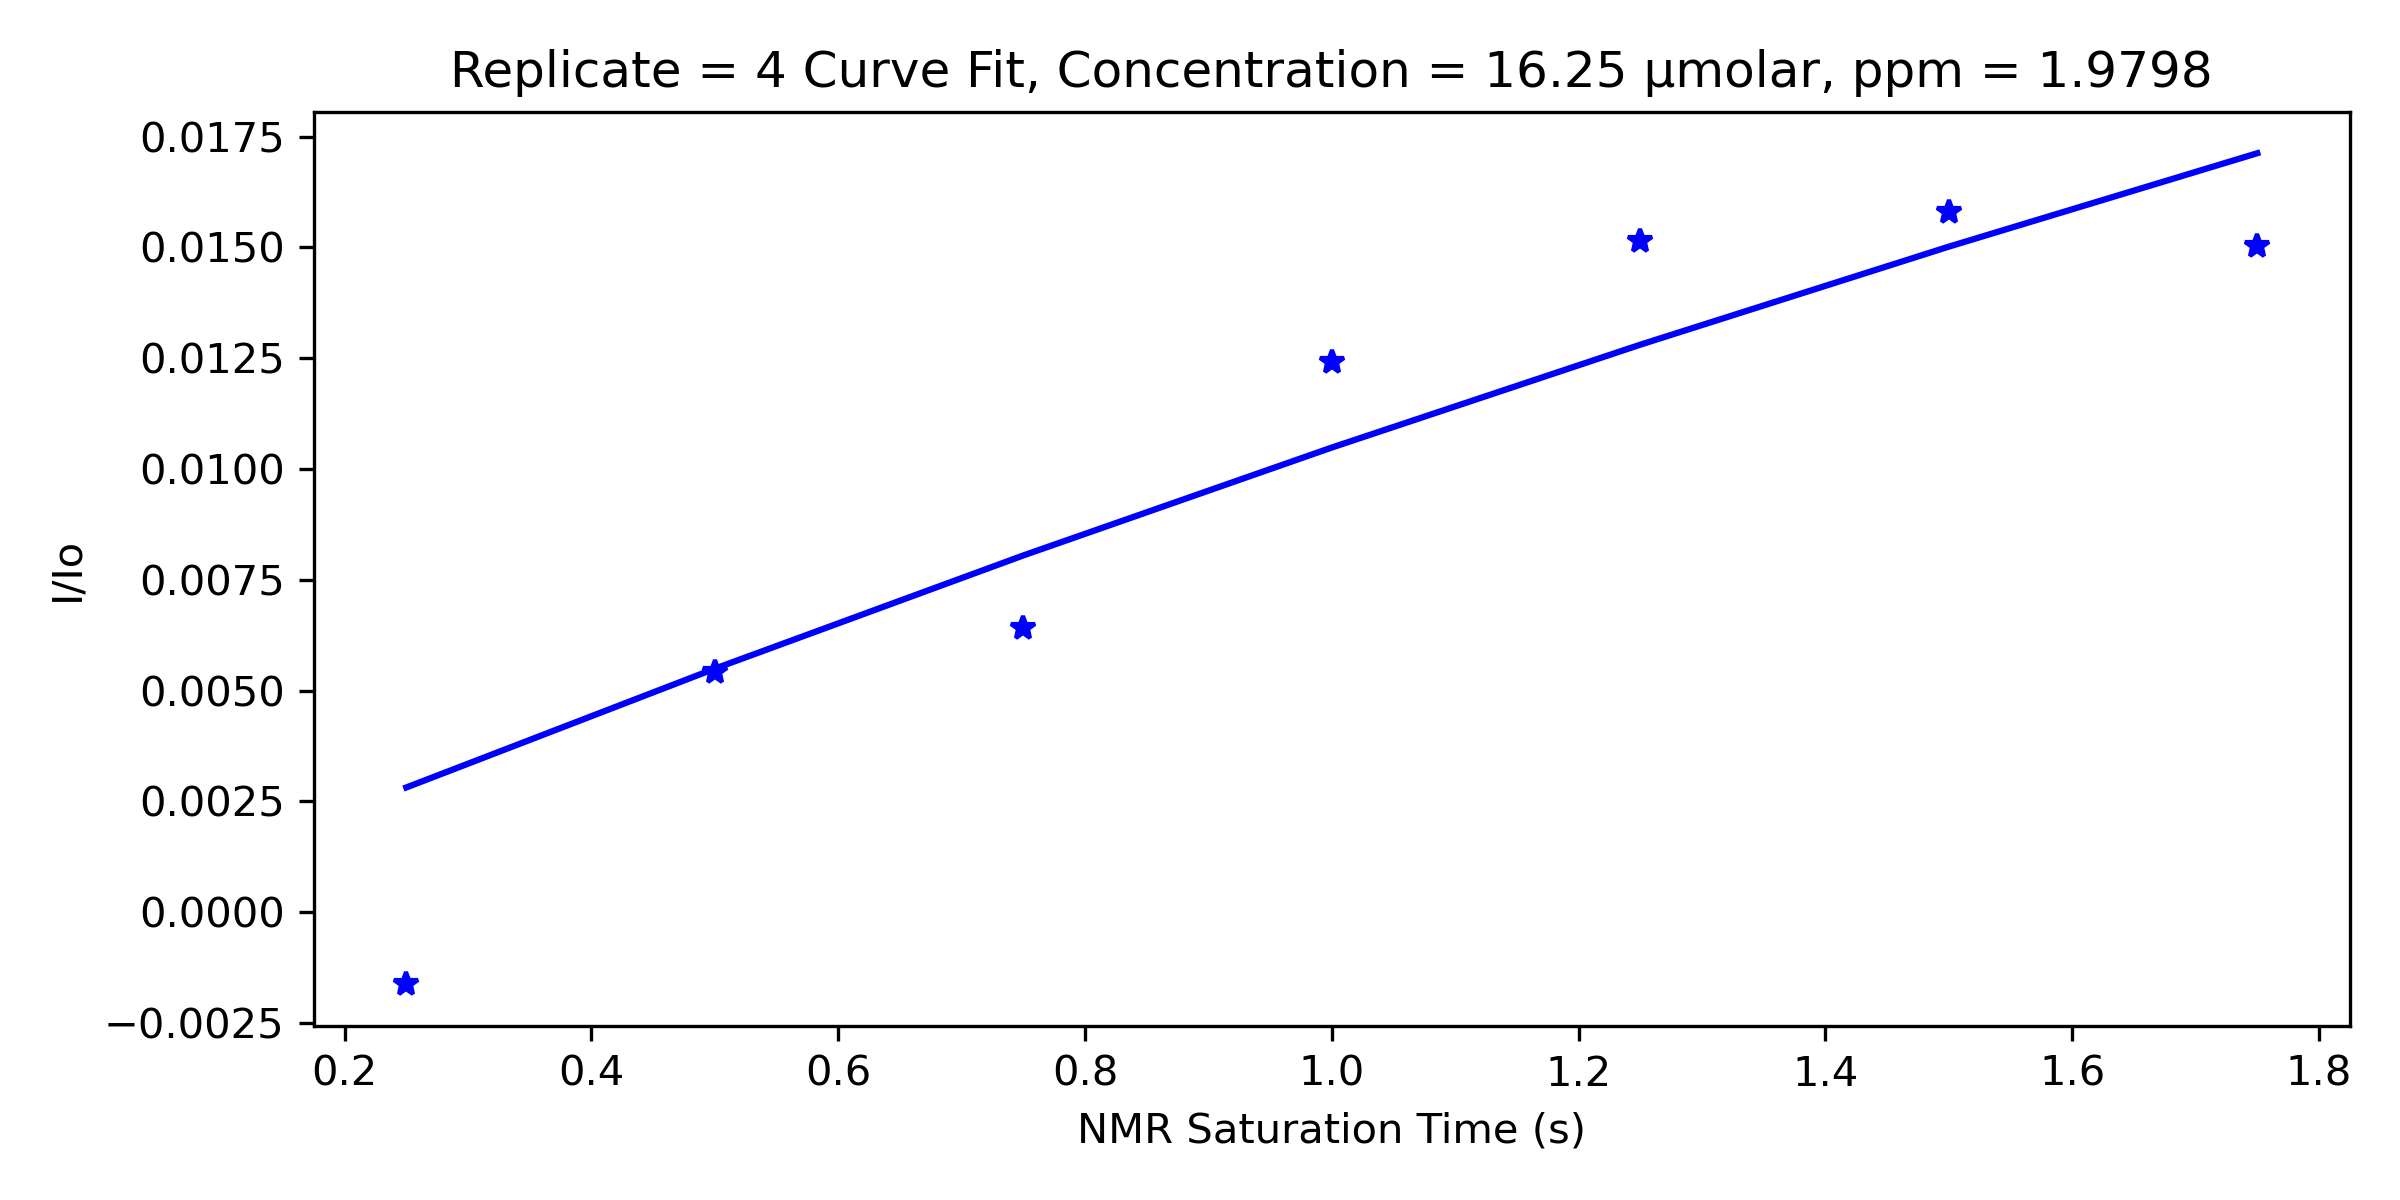 Replicate = 4 Curve Fit, Concentration = 16.25 µmolar, ppm = 1.9798
0.0175
0.0150
0.0125
0.0100
0.0075
0.0050
0.0025
0.0000
−0.0025
I/Io
0.2 0.4 0.6 0.8 1.0 1.2 1.4 1.6 1.8
NMR Saturation Time (s)